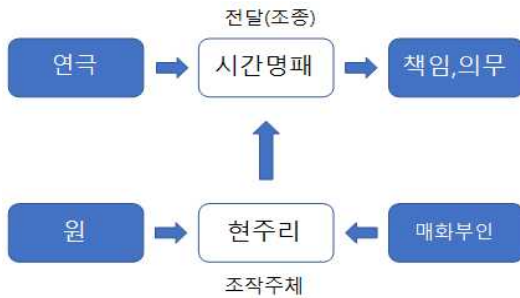 전달(조종)
연극
시간명패
책임,의무
원
현주리
매화부인
조작주체